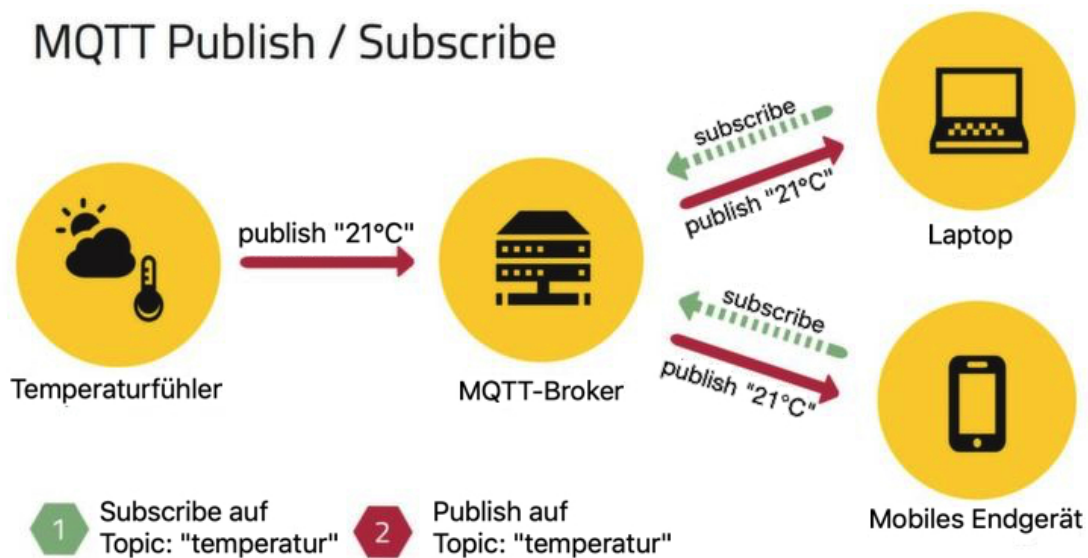 MQTT Publish / Subscribe
subscribe
publish "21°C"
Laptop
publish "21°C"
Temperaturfühler
MQTT-Broker
subscribe
publish "21°C"
Mobiles Endgerät
1
Subscribe auf
Topic: "temperatur"
2
Publish auf
Topic: "temperatur"